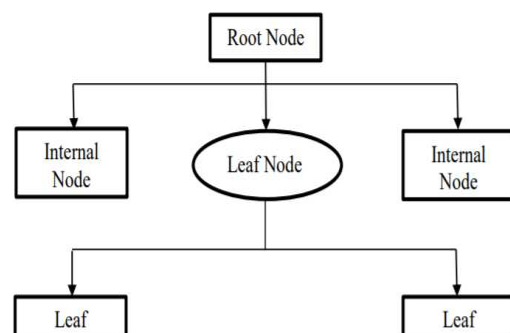 Root Node
Internal
Node
Leaf Node
Internal
Node
Leaf
Leaf